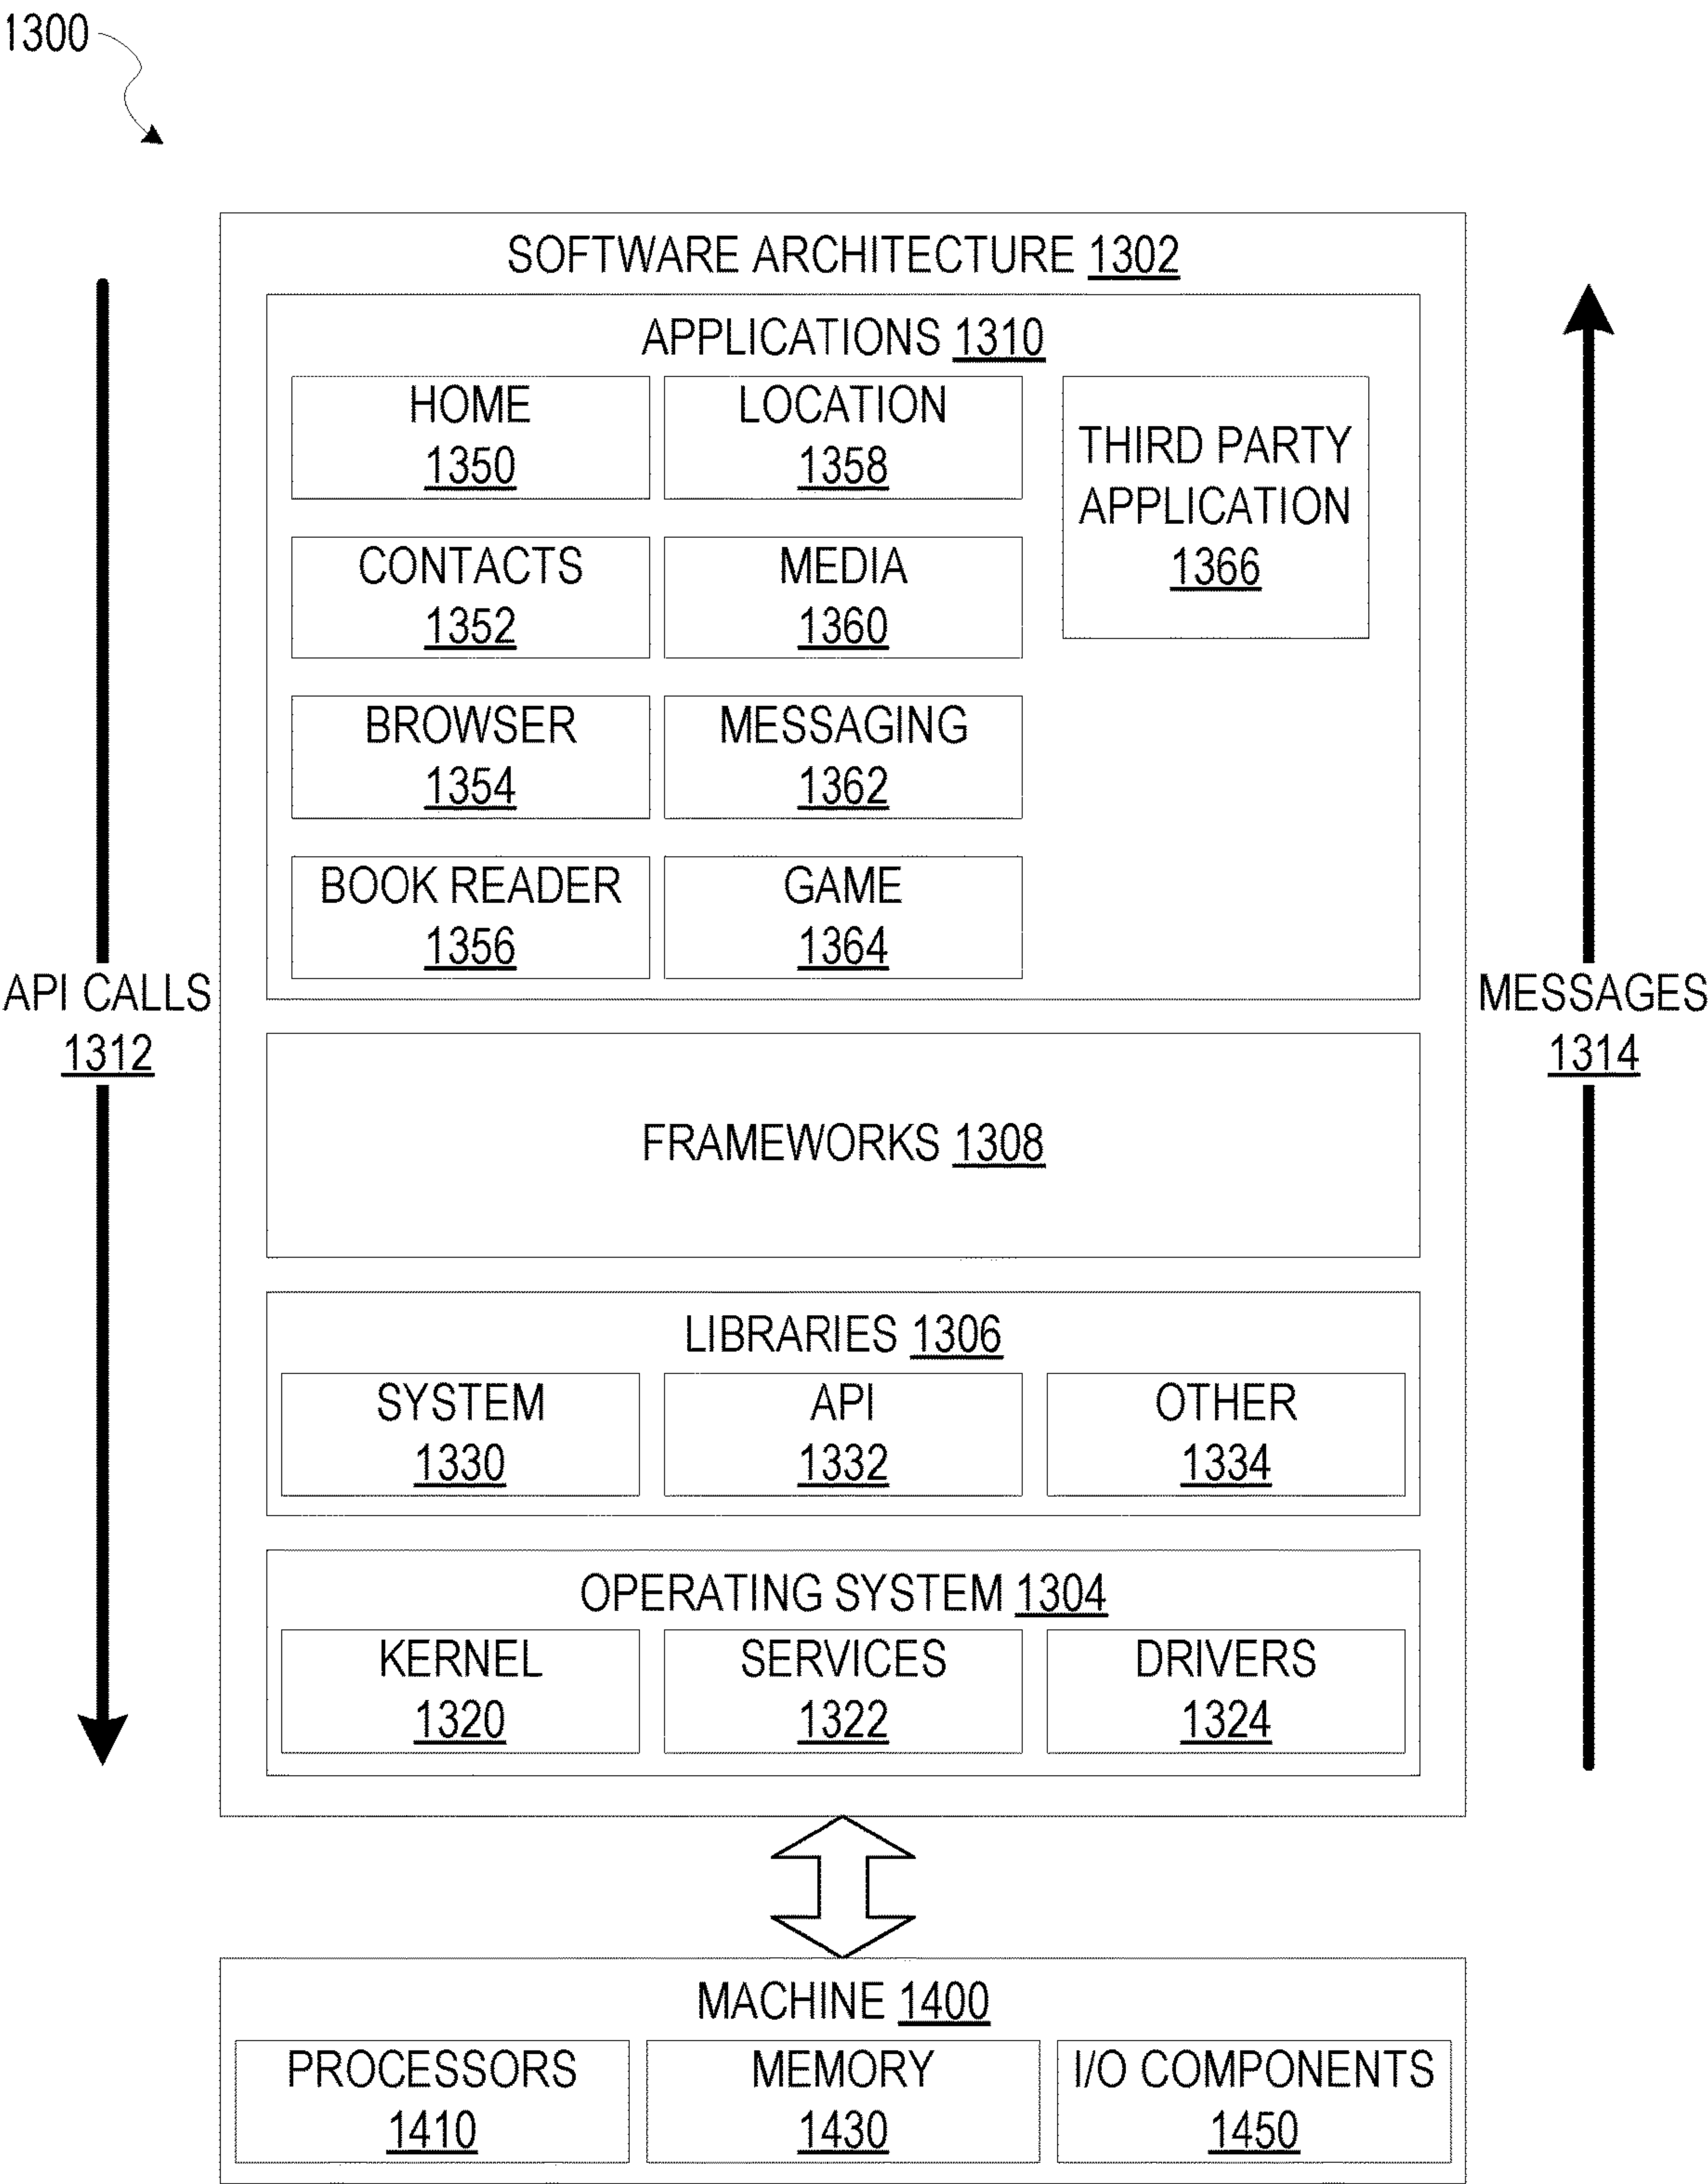 1300
SOFTWARE ARCHITECTURE 1302
APPLICATIONS 1310
HOME
1350
LOCATION
1358
THIRD PARTY
APPLICATION
1366
CONTACTS
1352
MEDIA
1360
BROWSER
1354
MESSAGING
1362
BOOK READER
1356
GAME
1364
API CALLS
1312
MESSAGES
1314
FRAMEWORKS 1308
LIBRARIES 1306
SYSTEM
1330
API
1332
OTHER
1334
OPERATING SYSTEM 1304
KERNEL
1320
SERVICES
1322
DRIVERS
1324
MACHINE 1400
PROCESSORS
1410
MEMORY
1430
I/O COMPONENTS
1450